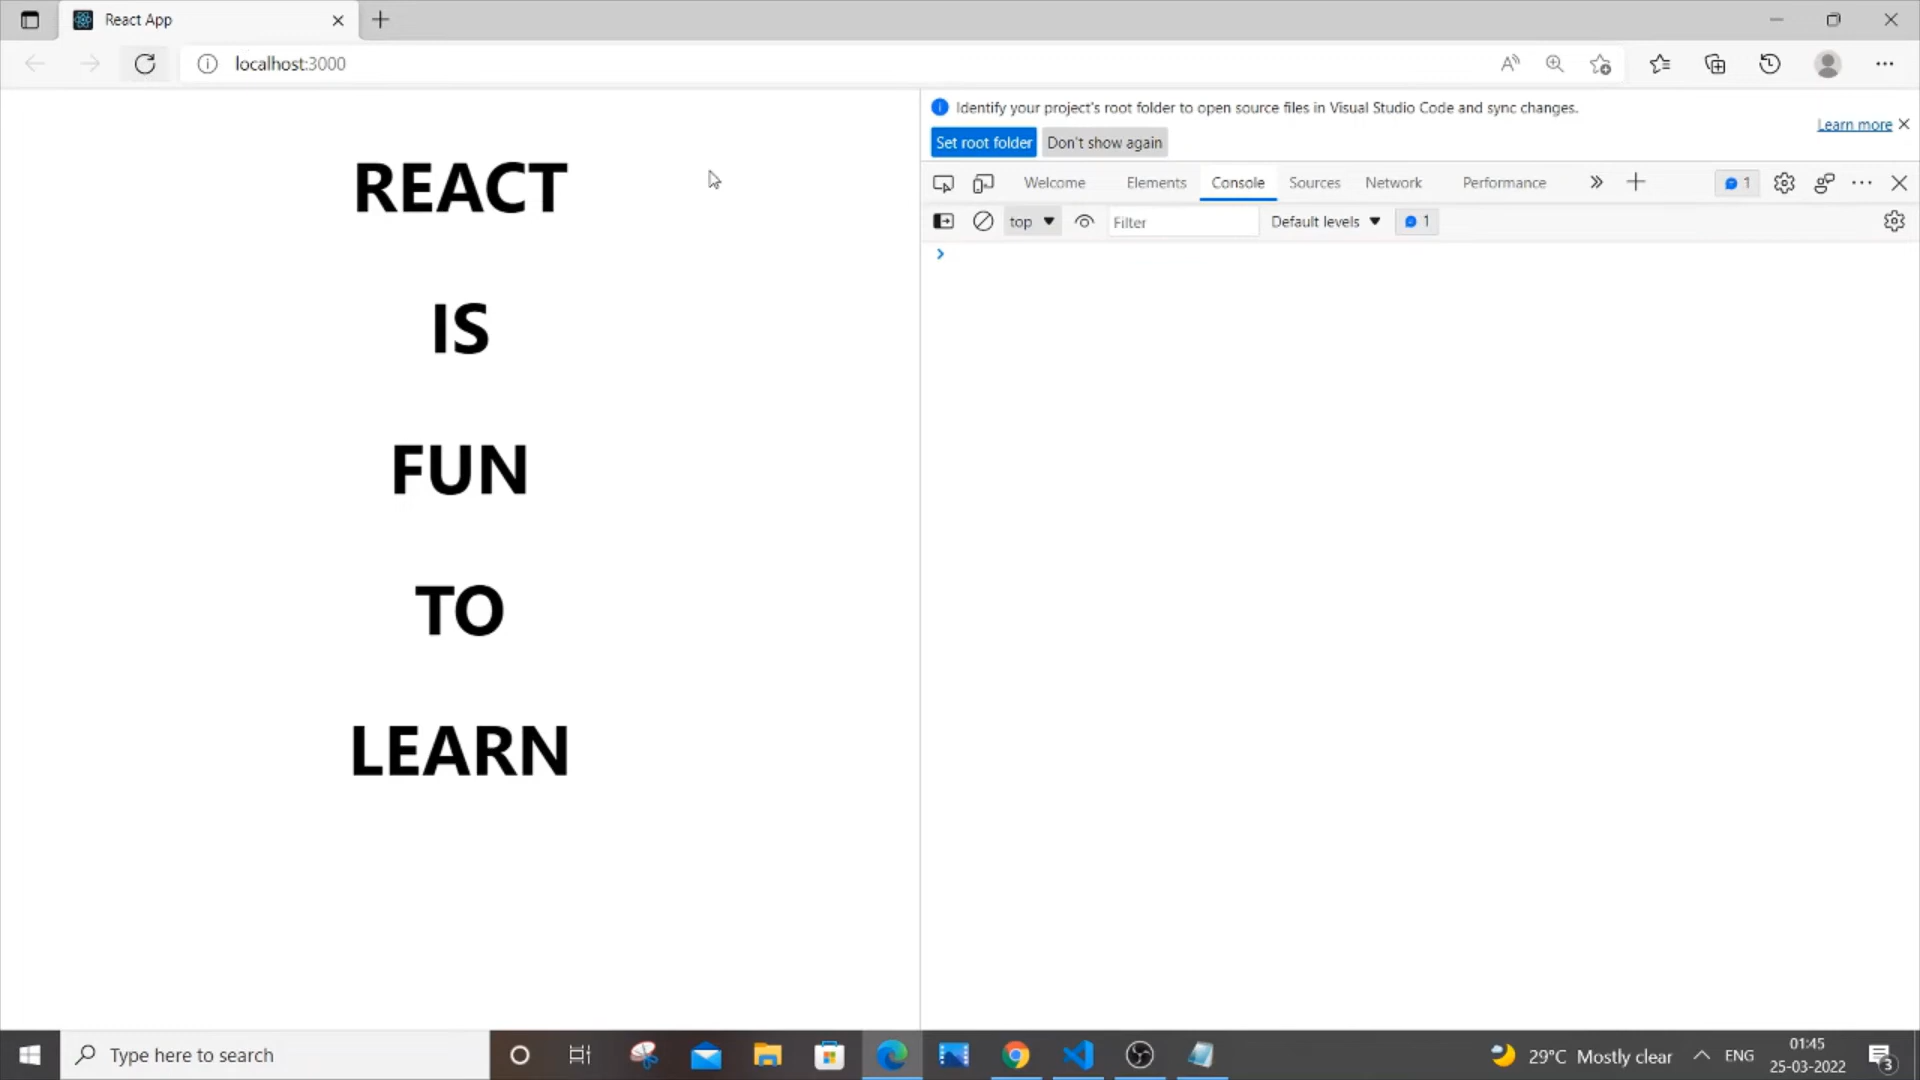 React App
localhost:3000
Identify your project's root folder to open source files in Visual Studio Code and sync changes.
Learn more
Set root folder
Don't show again
Welcome
Elements
Console
Sources
Network
Performance
1
top
Filter
Default levels
1
REACT
IS
FUN
TO
LEARN
Type here to search
29°C Mostly clear
ENG
01:45
25-03-2022
3